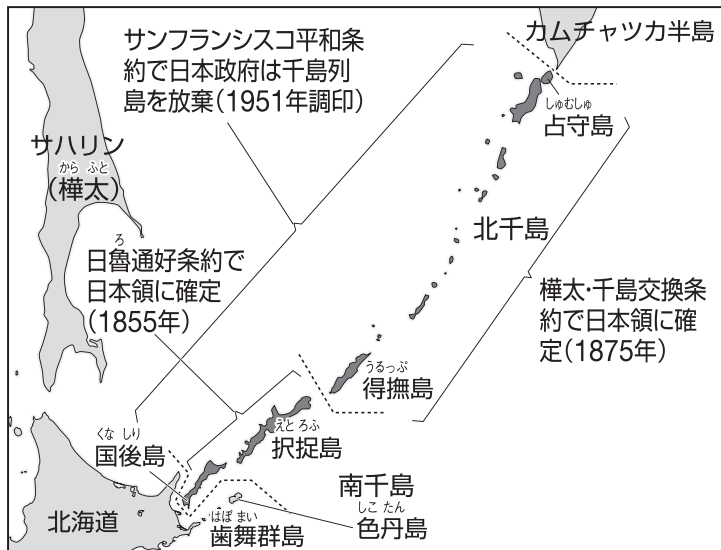 サンフランシスコ平和条
約で日本政府は千島列
島を放棄(1951年調印)
カムチャツカ半島
しゅむしゅ
占守島
サハリン
からふと
(樺太)
北千島
ろ
日魯通好条約で
日本領に確定
(1855年)
樺太・千島交換条
約で日本領に確
定(1875年)
うるっぷ
得撫島
えとろふ
択捉島
くなしり
国後島
南千島
しこたん
色丹島
はぼまい
歯舞群島
北海道